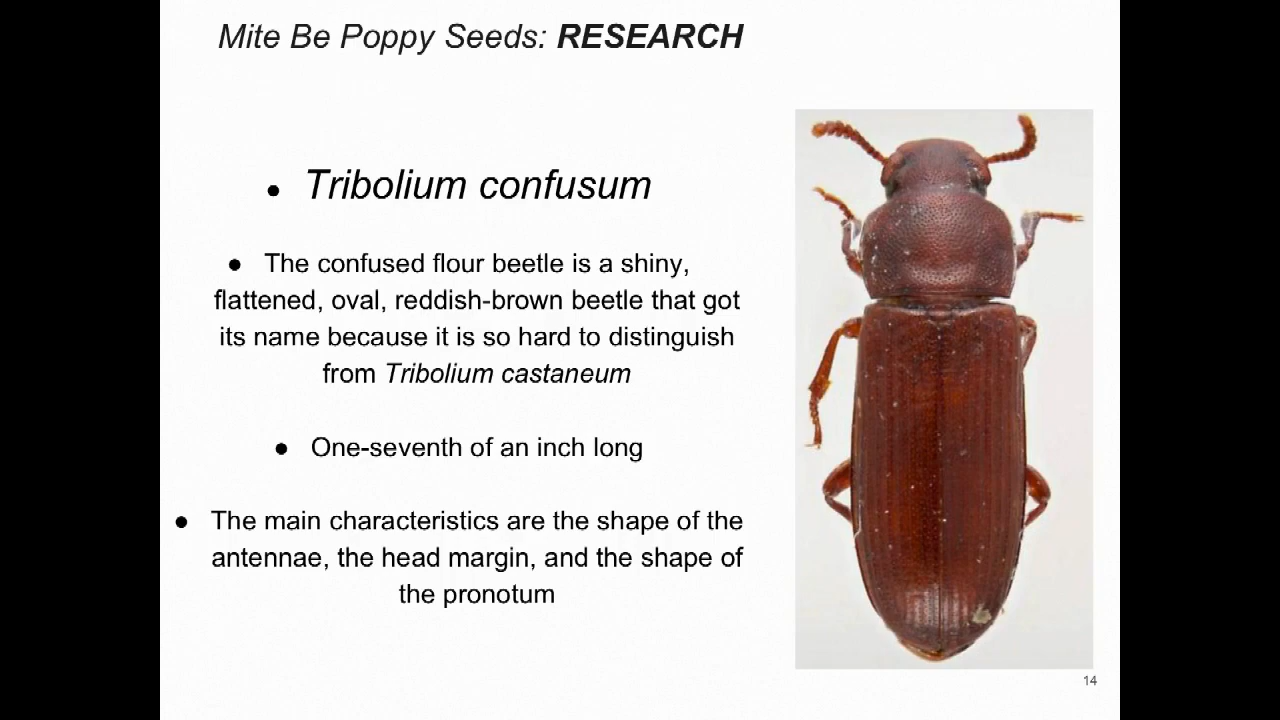 Mite Be Poppy Seeds: RESEARCH
● Tribolium confusum
● The confused flour beetle is a shiny,
flattened, oval, reddish-brown beetle that got
its name because it is so hard to distinguish
from Tribolium castaneum
● One-seventh of an inch long
● The main characteristics are the shape of the
antennae, the head margin, and the shape of
the pronotum
14